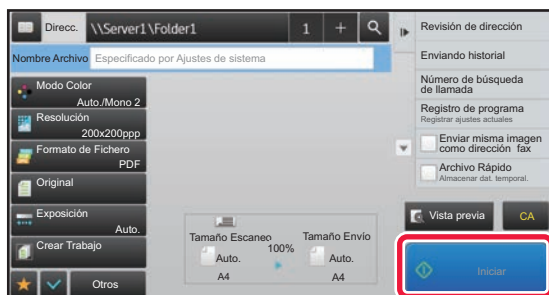 Direcc. \\Server1\Folder1 1 +
Nombre Archivo Especificado por Ajustes de sistema
Modo Color
Auto./Mono 2
Resolución
200x200ppp
Formato de Fichero
PDF
Original
Exposición
Auto.
Crear Trabajo
Otros
Tamaño Escaneo
100%
Tamaño Envío
Auto.
A4
Auto.
A4
Revisión de dirección
Enviando historial
Número de búsqueda
de llamada
Registro de programa
Registrar ajustes actuales
Enviar misma imagen
como dirección fax
Archivo Rápido
Almacenar dat. temporal.
Vista previa
CA
Iniciar